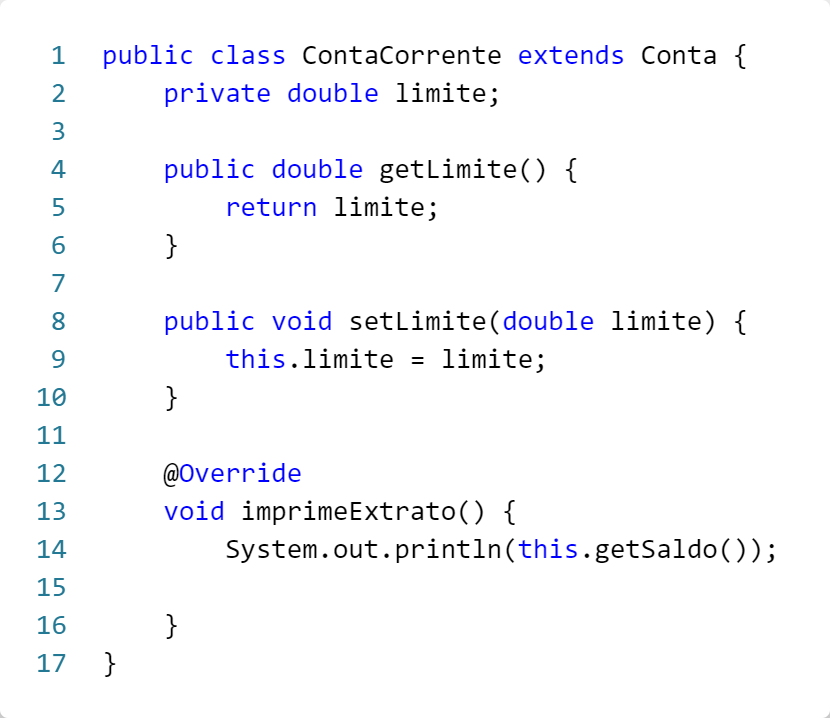 1 public class ContaCorrente extends Conta {
2     private double limite;
3
4     public double getLimite() {
5         return limite;
6     }
7
8     public void setLimite(double limite) {
9         this.limite = limite;
10     }
11
12     @Override
13     void imprimeExtrato() {
14         System.out.println(this.getSaldo());
15
16     }
17 }